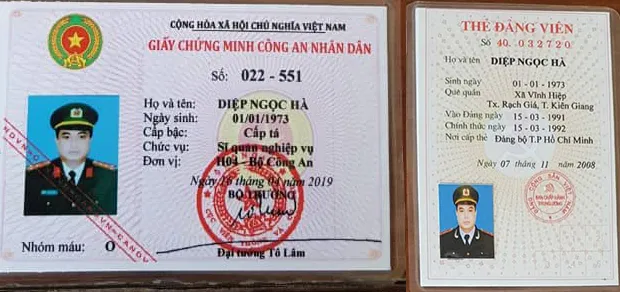 CỘNG HÒA XÃ HỘI CHỦ NGHĨA VIỆT NAM
GIẤY CHỨNG MINH CÔNG AN NHÂN DÂN
Số: 022 - 551
Họ và tên: DIỆP NGỌC HÀ
Ngày sinh: 01/01/1973
Cấp bậc: Cấp tá
Chức vụ: Sĩ quan nghiệp vụ
Đơn vị: H04 - Bộ Công An
Ngày 16 tháng 04 năm 2019
BỘ TRƯỞNG
Nhóm máu: O
Đại tướng Tô Lâm
THẺ ĐẢNG VIÊN
Số 40. 032720
Họ và tên DIỆP NGỌC HÀ
Sinh ngày 01 - 01 - 1973
Quê quán Xã Vĩnh Hiệp
Tx. Rạch Giá, T. Kiên Giang
Vào Đảng ngày 15 - 03 - 1991
Chính thức ngày 15 - 03 - 1992
Nơi cấp thẻ Đảng bộ T.P Hồ Chí Minh
Ngày 07 tháng 11 năm 2008